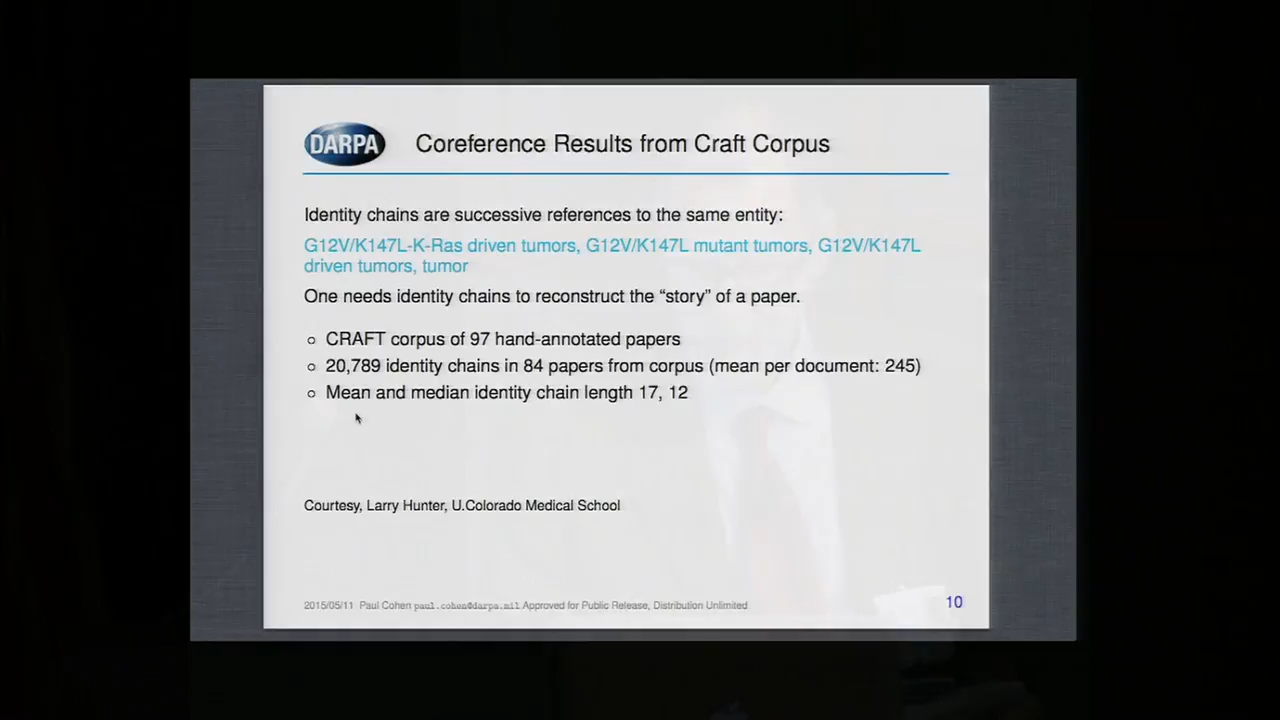 DARPA
Coreference Results from Craft Corpus
Identity chains are successive references to the same entity:
G12V/K147L-K-Ras driven tumors, G12V/K147L mutant tumors, G12V/K147L
driven tumors, tumor
One needs identity chains to reconstruct the “story” of a paper.
CRAFT corpus of 97 hand-annotated papers
20,789 identity chains in 84 papers from corpus (mean per document: 245)
Mean and median identity chain length 17, 12
Courtesy, Larry Hunter, U.Colorado Medical School
2015/05/11 Paul Cohen paul.cohen@darpa.mil Approved for Public Release, Distribution Unlimited
10